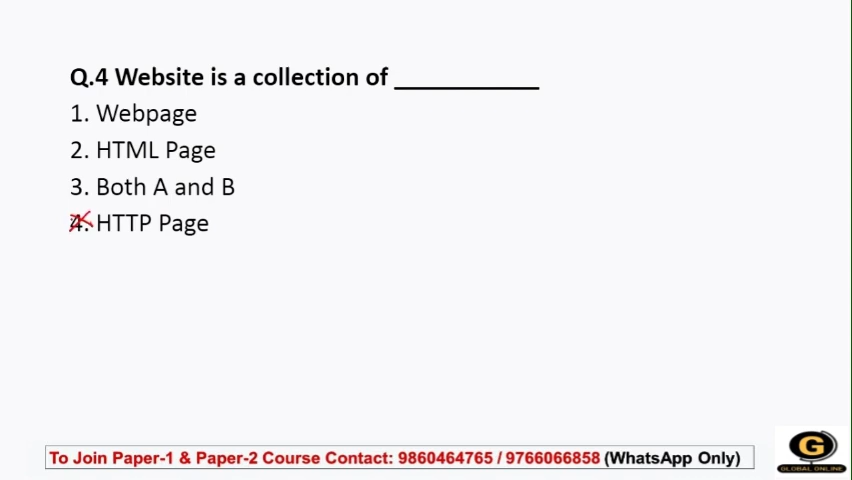 Q.4 Website is a collection of ___________
1. Webpage
2. HTML Page
3. Both A and B
4. HTTP Page
To Join Paper-1 & Paper-2 Course Contact: 9860464765 / 9766066858 (WhatsApp Only)
G
GLOBAL ONLINE